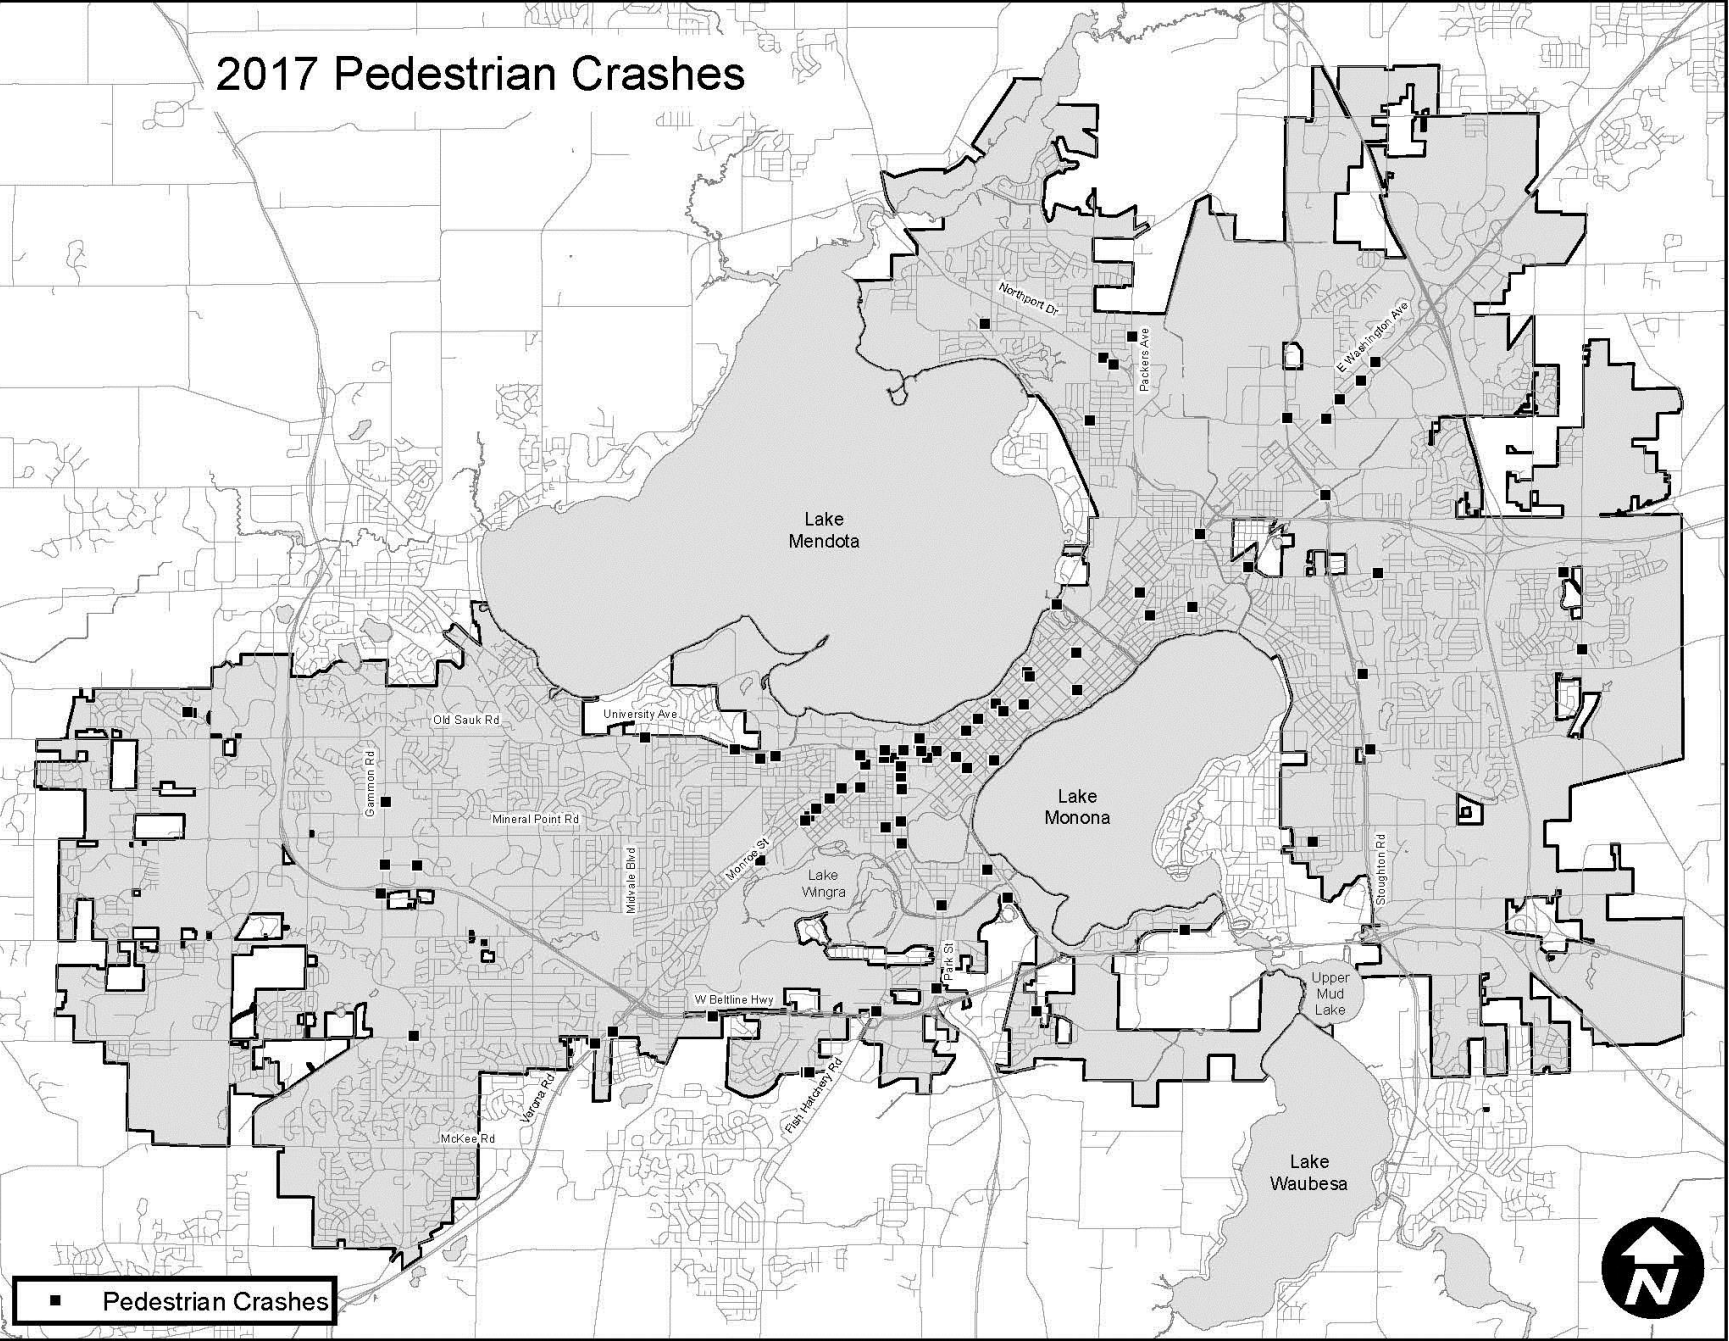 2017 Pedestrian Crashes
Northport Dr
Packers Ave
E Washington Ave
Lake
Mendota
University Ave
Old Sauk Rd
Gammon Rd
Mineral Point Rd
Midvale Blvd
Monroe St
Lake
Wingra
Lake
Monona
Stoughton Rd
Park St
W Beltline Hwy
Upper
Mud
Lake
Verona Rd
Fish Hatchery Rd
McKee Rd
Lake
Waubesa
Pedestrian Crashes
N